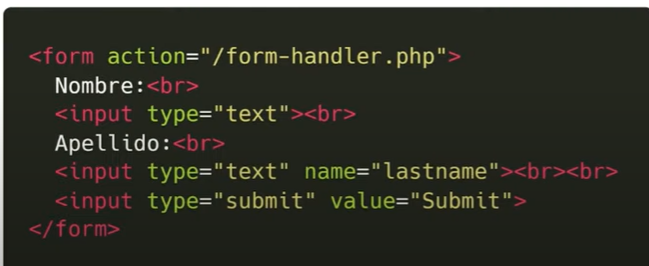 <form action="/form-handler.php">
Nombre:<br>
<input type="text"><br>
Apellido:<br>
<input type="text" name="lastname"><br><br>
<input type="submit" value="Submit">
</form>